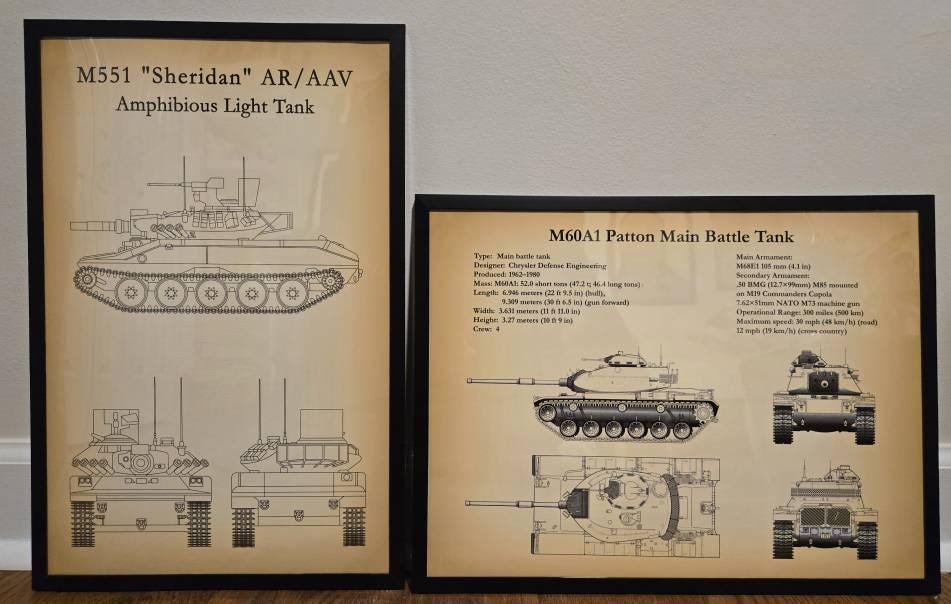 M551 "Sheridan" AR/AAV
Amphibious Light Tank
M60A1 Patton Main Battle Tank
Type: Main battle tank
Designer: Chrysler Defense Engineering
Produced: 1962–1980
Mass: M60A1: 52.0 short tons (47.2 t; 46.4 long tons)
Length: 6.946 meters (22 ft 9.5 in) (hull),
9.309 meters (30 ft 6.5 in) (gun forward)
Width: 3.631 meters (11 ft 11.0 in)
Height: 3.27 meters (10 ft 9 in)
Crew: 4
Main Armament:
M68E1 105 mm (4.1 in)
Secondary Armament:
.50 BMG (12.7×99mm) M85 mounted
on M19 Commanders Cupola
7.62×51mm NATO M73 machine gun
Operational Range: 300 miles (500 km)
Maximum speed: 30 mph (48 km/h) (road)
12 mph (19 km/h) (cross country)